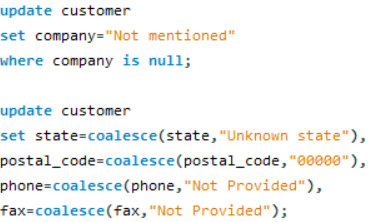 update customer
set company="Not mentioned"
where company is null;
update customer
set state=coalesce(state,"Unknown state"),
postal_code=coalesce(postal_code,"00000"),
phone=coalesce(phone,"Not Provided"),
fax=coalesce(fax,"Not Provided");